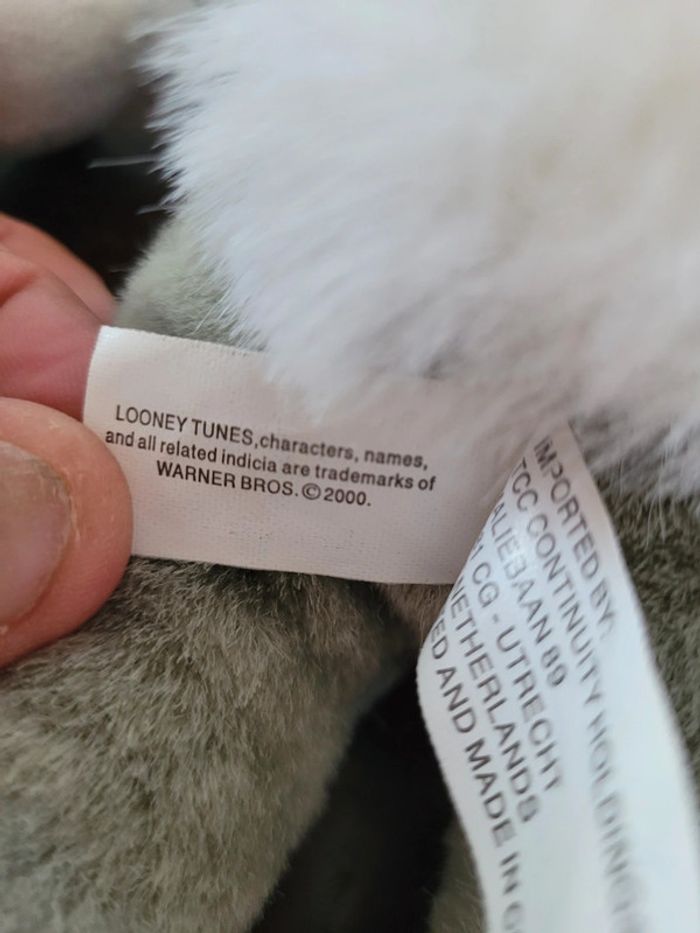 LOONEY TUNES,characters, names,
and all related indicia are trademarks of
WARNER BROS.©2000.
IMPORTED BY:
TCC CONTINUITY HOLDING
ALIEBAAN 89
CG - UTRECHT
NETHERLANDS
AND MADE IN